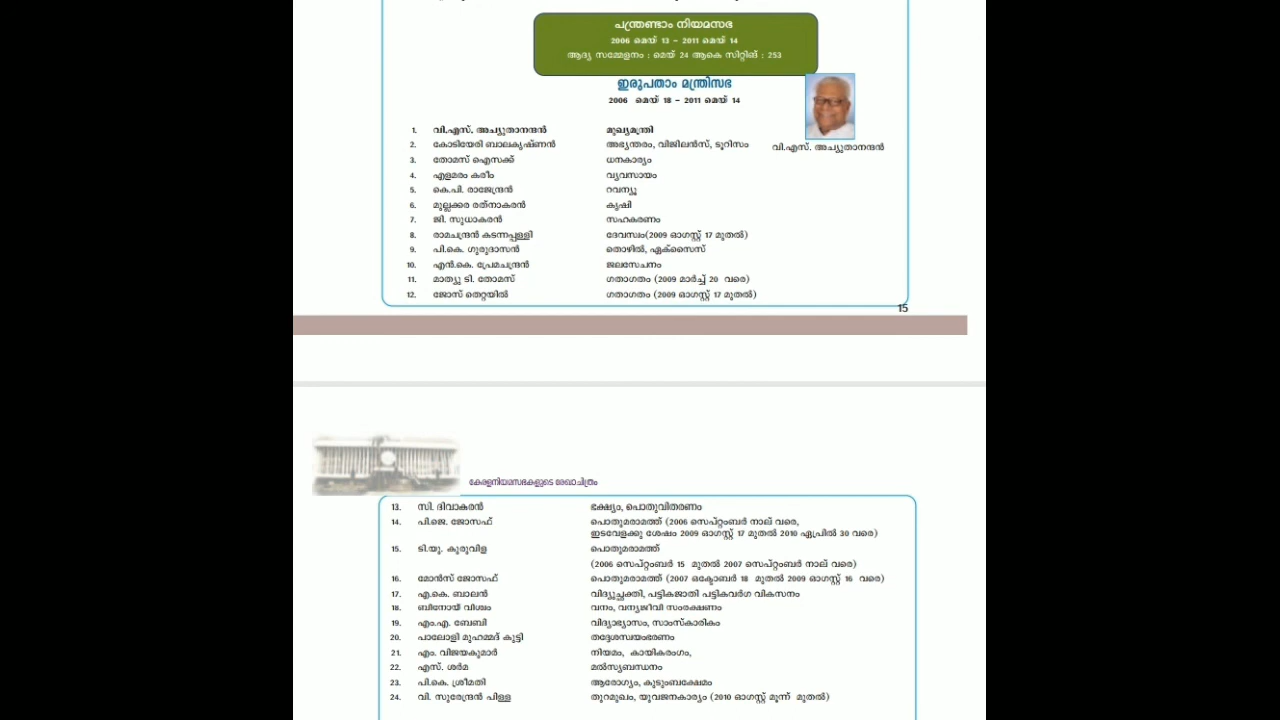 പന്ത്രണ്ടാം നിയമസഭ
2006 മെയ് 13 - 2011 മെയ് 14
ആദ്യ സമ്മേളനം : മെയ് 24 ആകെ സിറ്റിങ് : 253
ഇരുപതാം മന്ത്രിസഭ
2006 മെയ് 18 - 2011 മെയ് 14
വി.എസ്. അച്യുതാനന്ദൻ
1. വി.എസ്. അച്യുതാനന്ദൻ മുഖ്യമന്ത്രി
2. കോടിയേരി ബാലകൃഷ്ണൻ അഭ്യന്തരം, വിജിലൻസ്, ടൂറിസം
3. തോമസ് ഐസക്ക് ധനകാര്യം
4. എളമരം കരീം വ്യവസായം
5. കെ.പി. രാജേന്ദ്രൻ റവന്യൂ
6. മുല്ലക്കര രത്നാകരൻ കൃഷി
7. ജി. സുധാകരൻ സഹകരണം
8. രാമചന്ദ്രൻ കടന്നപ്പള്ളി ദേവസ്വം(2009 ഓഗസ്റ്റ് 17 മുതൽ)
9. പി.കെ. ഗുരുദാസൻ തൊഴിൽ, ഏക്സൈസ്
10. എൻ.കെ. പ്രേമചന്ദ്രൻ ജലസേചനം
11. മാത്യു ടി. തോമസ് ഗതാഗതം (2009 മാർച്ച് 20 വരെ)
12. ജോസ് തെറ്റയിൽ ഗതാഗതം (2009 ഓഗസ്റ്റ് 17 മുതൽ)
15
കേരളനിയമസഭകളുടെ രേഖാചിത്രം
13. സി. ദിവാകരൻ ഭക്ഷ്യം, പൊതുവിതരണം
14. പി.ജെ. ജോസഫ് പൊതുമരാമത്ത് (2006 സെപ്റ്റംബർ നാല് വരെ,
ഇടവേളക്കു ശേഷം 2009 ഓഗസ്റ്റ് 17 മുതൽ 2010 ഏപ്രിൽ 30 വരെ)
15. ടി.യു. കുരുവിള പൊതുമരാമത്ത്
(2006 സെപ്റ്റംബർ 15 മുതൽ 2007 സെപ്റ്റംബർ നാല് വരെ)
16. മോൻസ് ജോസഫ് പൊതുമരാമത്ത് (2007 ഒക്ടോബർ 18 മുതൽ 2009 ഓഗസ്റ്റ് 16 വരെ)
17. എ.കെ. ബാലൻ വിദ്യുച്ഛക്തി, പട്ടികജാതി പട്ടികവർഗ വികസനം
18. ബിനോയ് വിശ്വം വനം, വന്യജീവി സംരക്ഷണം
19. എം.എ. ബേബി വിദ്യാഭ്യാസം, സാംസ്കാരികം
20. പാലോളി മുഹമ്മദ് കുട്ടി തദ്ദേശസ്വയംഭരണം
21. എം. വിജയകുമാർ നിയമം, കായികരംഗം,
22. എസ്. ശർമ മൽസ്യബന്ധനം
23. പി.കെ. ശ്രീമതി ആരോഗ്യം, കുടുംബക്ഷേമം
24. വി. സുരേന്ദ്രൻ പിള്ള തുറമുഖം, യുവജനകാര്യം (2010 ഓഗസ്റ്റ് മൂന്ന് മുതൽ)